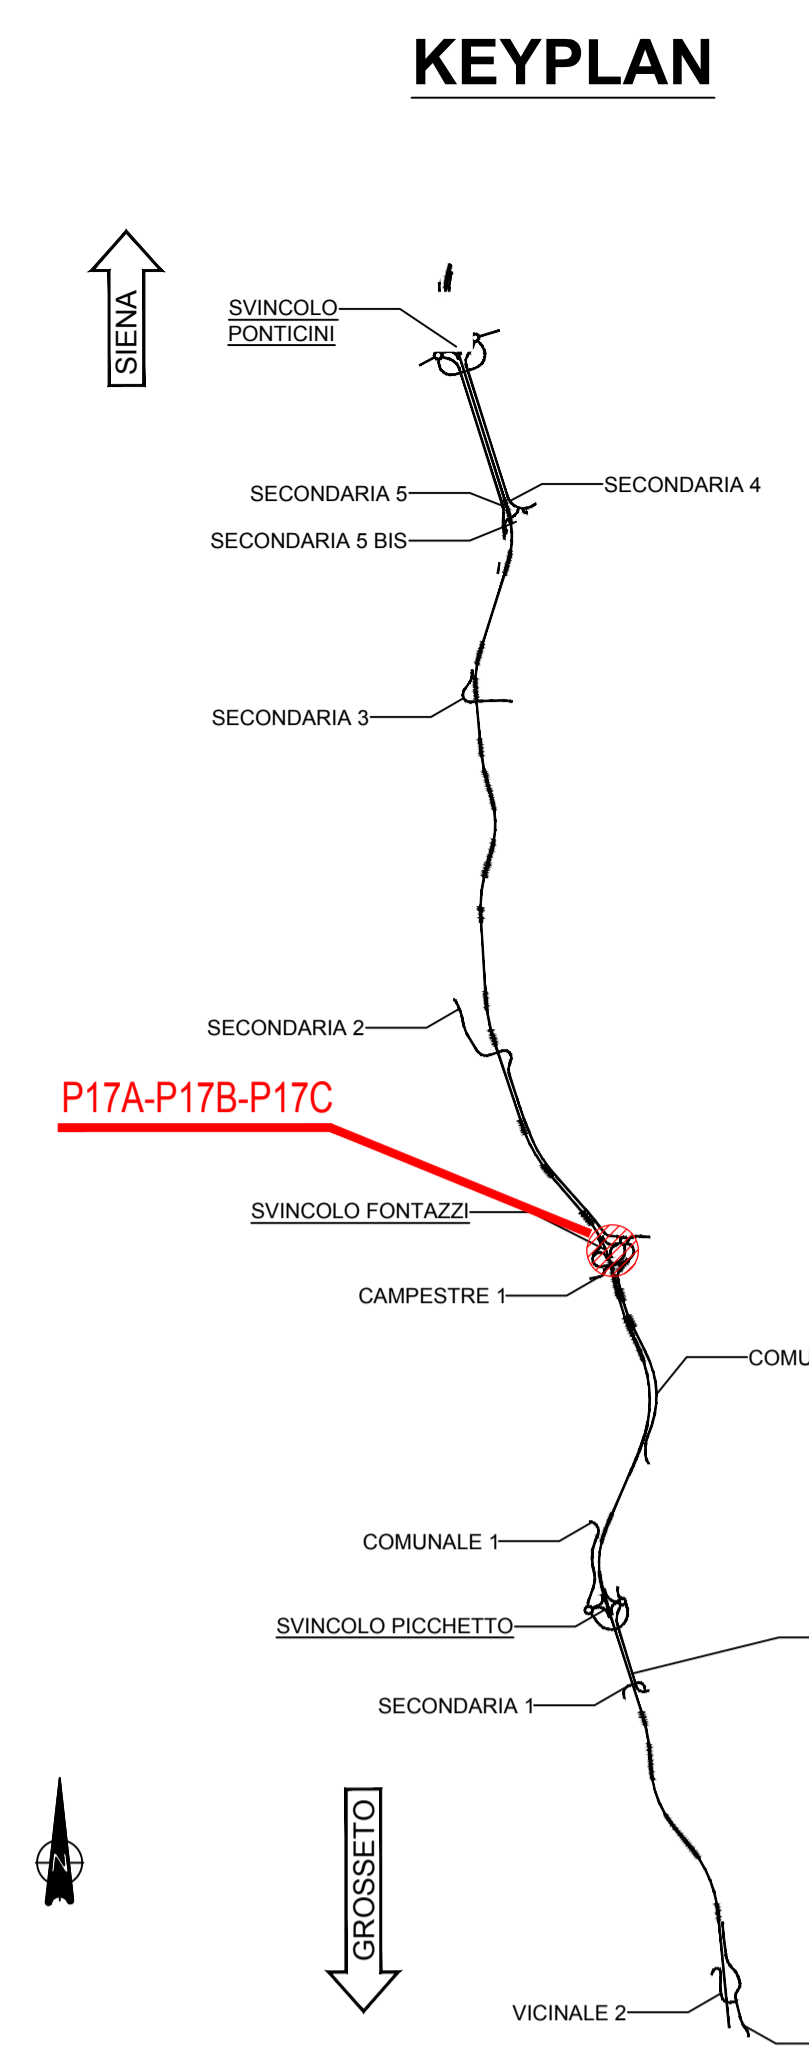 KEYPLAN
SIENA
SVINCOLO
PONTICINI
SECONDARIA 5
SECONDARIA 4
SECONDARIA 5 BIS
SECONDARIA 3
SECONDARIA 2
P17A-P17B-P17C
SVINCOLO FONTAZZI
CAMPESTRE 1
COMU
COMUNALE 1
SVINCOLO PICCHETTO
SECONDARIA 1
N
GROSSETO
VICINALE 2